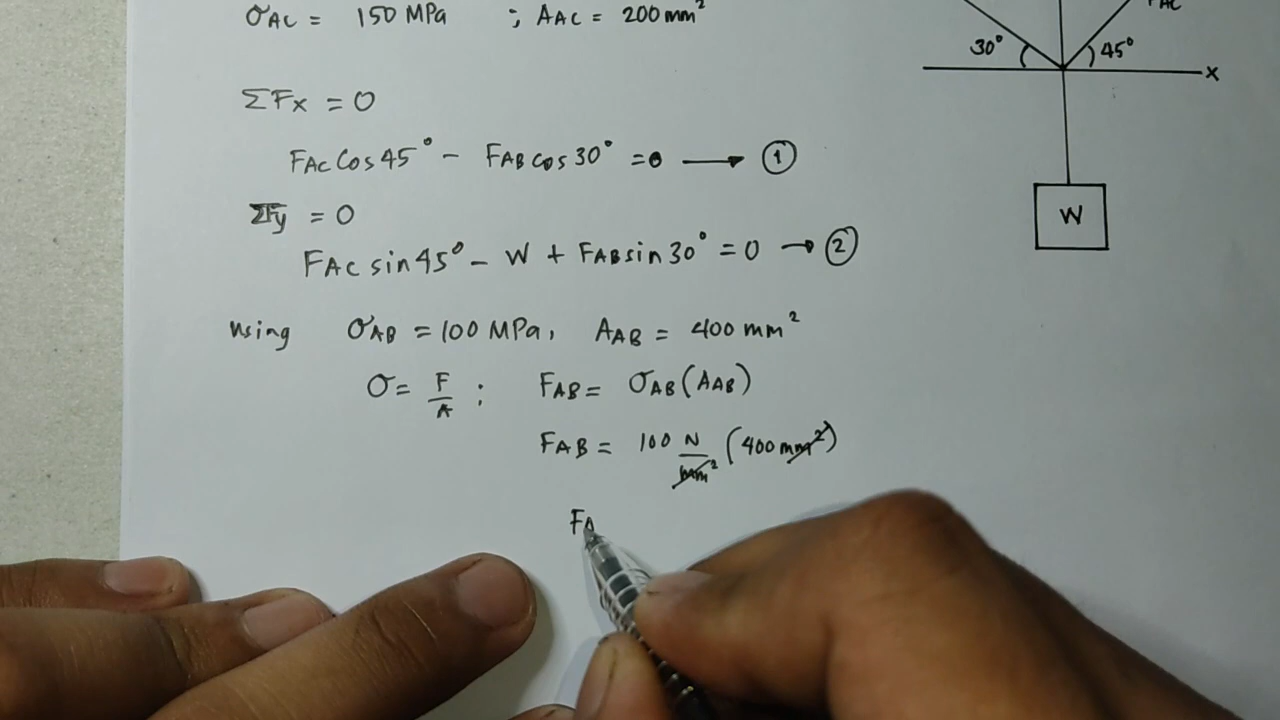 σAC = 150 MPa ; AAC = 200 mm²
FAC
30° 45°
x
ΣFx = 0
FAC cos 45° - FAB cos 30° = 0 → ①
ΣFy = 0
W
FAC sin 45° - W + FAB sin 30° = 0 → ②
using σAB = 100 MPa, AAB = 400 mm²
σ = F/A ; FAB = σAB (AAB)
FAB = 100 N/mm² (400 mm²)
FA